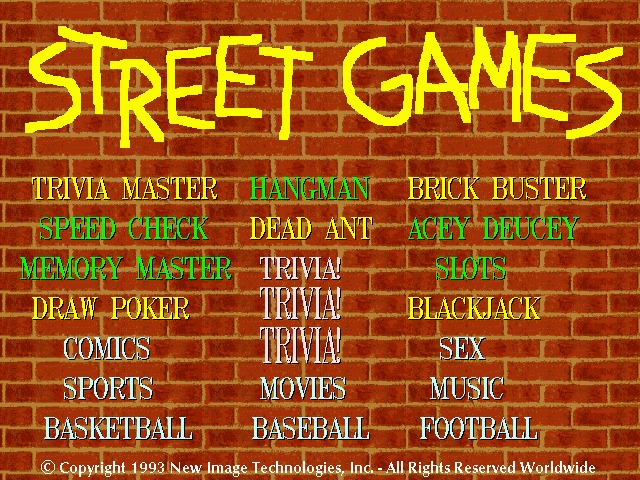 STREET GAMES
TRIVIA MASTER HANGMAN BRICK BUSTER
SPEED CHECK DEAD ANT ACEY DEUCEY
MEMORY MASTER TRIVIA! SLOTS
DRAW POKER TRIVIA! BLACKJACK
COMICS TRIVIA! SEX
SPORTS MOVIES MUSIC
BASKETBALL BASEBALL FOOTBALL
© Copyright 1993 New Image Technologies, Inc. - All Rights Reserved Worldwide